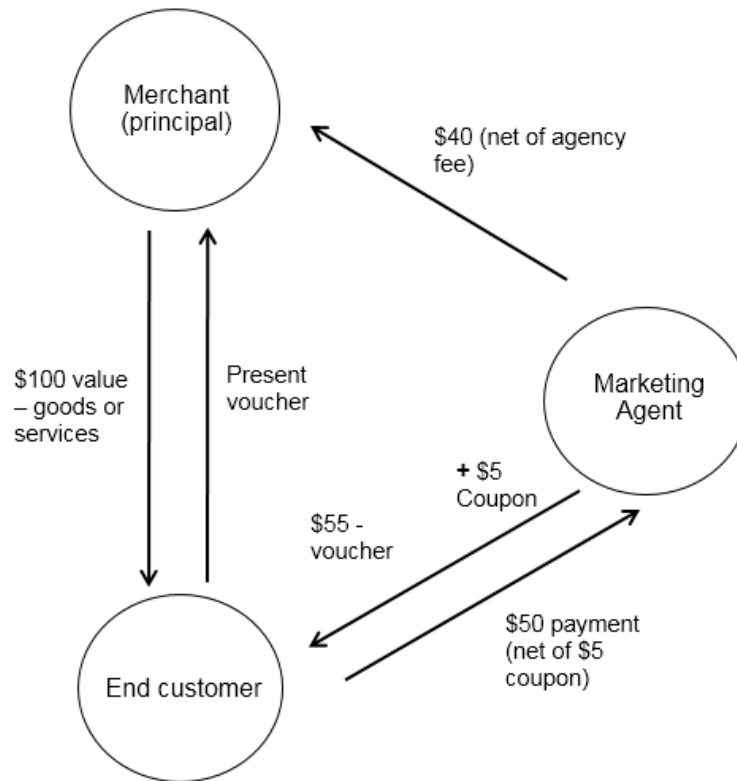 Merchant
(principal)
$40 (net of agency
fee)
$100 value
– goods or
services
Present
voucher
Marketing
Agent
+ $5
Coupon
$55 -
voucher
$50 payment
(net of $5
coupon)
End customer